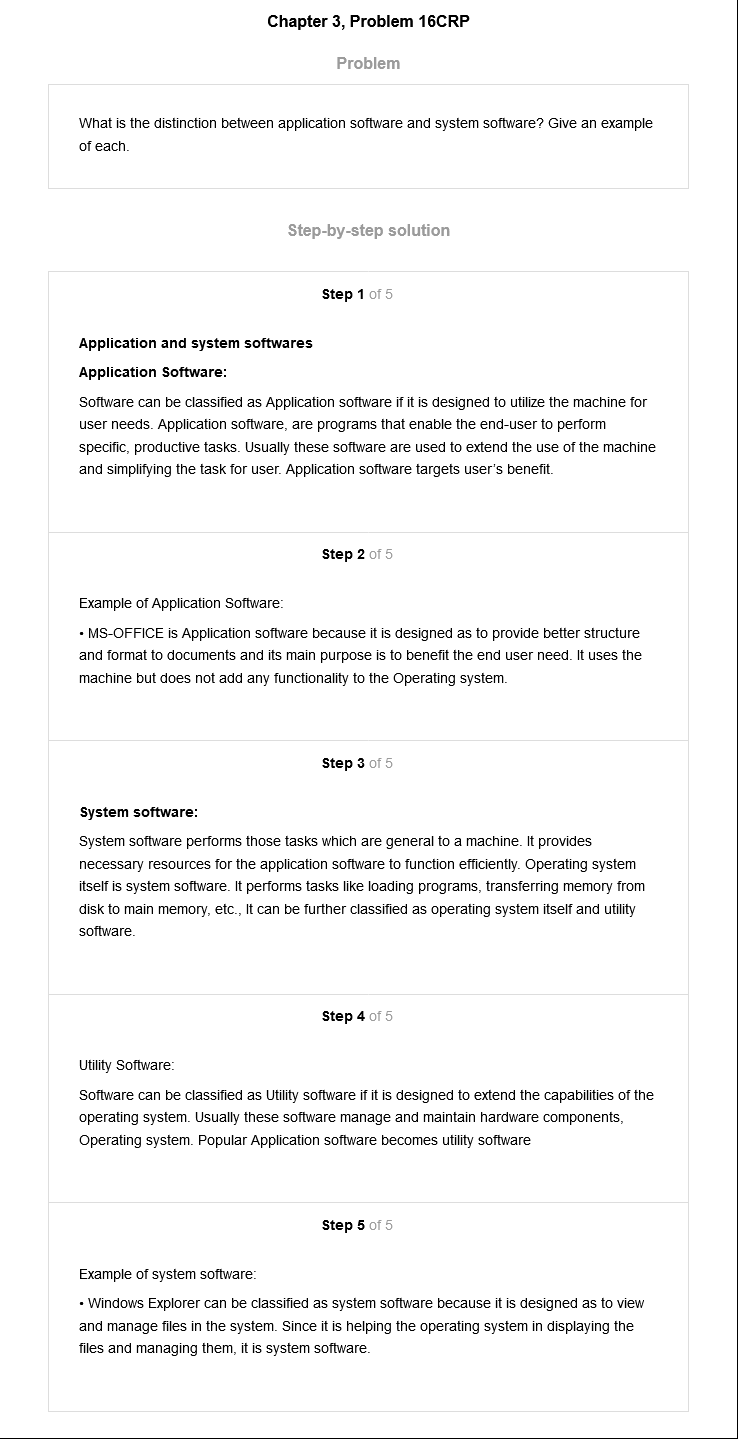 Chapter 3, Problem 16CRP
Problem
What is the distinction between application software and system software? Give an example
of each.
Step-by-step solution
Step 1 of 5
Application and system softwares
Application Software:
Software can be classified as Application software if it is designed to utilize the machine for
user needs. Application software, are programs that enable the end-user to perform
specific, productive tasks. Usually these software are used to extend the use of the machine
and simplifying the task for user. Application software targets user’s benefit.
Step 2 of 5
Example of Application Software:
• MS-OFFICE is Application software because it is designed as to provide better structure
and format to documents and its main purpose is to benefit the end user need. It uses the
machine but does not add any functionality to the Operating system.
Step 3 of 5
System software:
System software performs those tasks which are general to a machine. It provides
necessary resources for the application software to function efficiently. Operating system
itself is system software. It performs tasks like loading programs, transferring memory from
disk to main memory, etc., It can be further classified as operating system itself and utility
software.
Step 4 of 5
Utility Software:
Software can be classified as Utility software if it is designed to extend the capabilities of the
operating system. Usually these software manage and maintain hardware components,
Operating system. Popular Application software becomes utility software
Step 5 of 5
Example of system software:
• Windows Explorer can be classified as system software because it is designed as to view
and manage files in the system. Since it is helping the operating system in displaying the
files and managing them, it is system software.